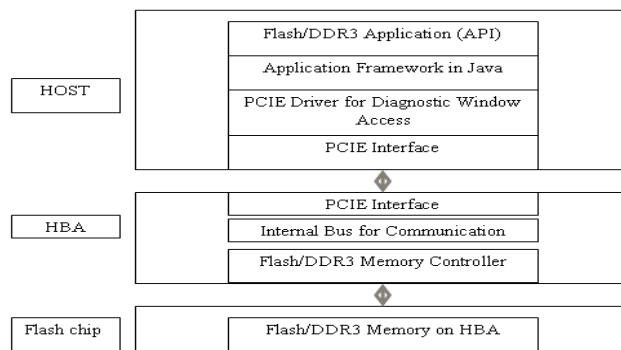 HOST
Flash/DDR3 Application (API)
Application Framework in Java
PCIE Driver for Diagnostic Window
Access
PCIE Interface
HBA
PCIE Interface
Internal Bus for Communication
Flash/DDR3 Memory Controller
Flash chip
Flash/DDR3 Memory on HBA